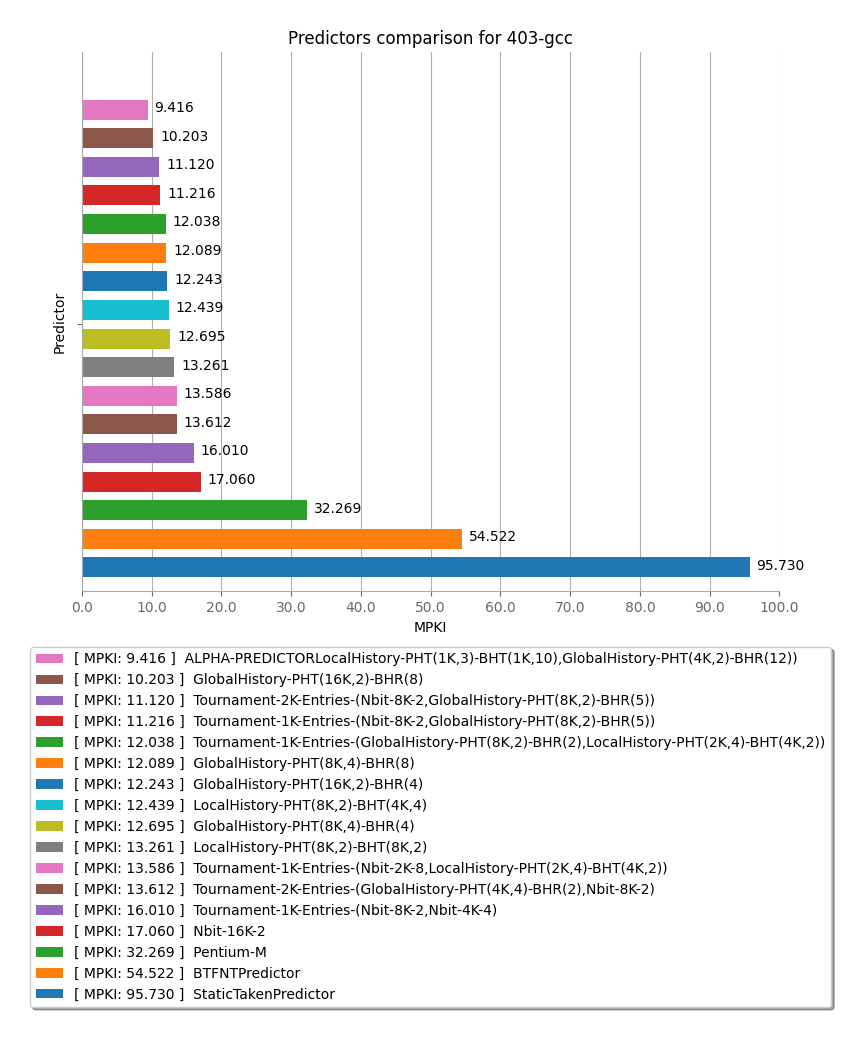 Predictors comparison for 403-gcc
9.416
10.203
11.120
11.216
12.038
12.089
12.243
12.439
12.695
13.261
13.586
13.612
16.010
17.060
32.269
54.522
95.730
Predictor
0.0 10.0 20.0 30.0 40.0 50.0 60.0 70.0 80.0 90.0 100.0
MPKI
[ MPKI: 9.416 ] ALPHA-PREDICTORLocalHistory-PHT(1K,3)-BHT(1K,10),GlobalHistory-PHT(4K,2)-BHR(12))
[ MPKI: 10.203 ] GlobalHistory-PHT(16K,2)-BHR(8)
[ MPKI: 11.120 ] Tournament-2K-Entries-(Nbit-8K-2,GlobalHistory-PHT(8K,2)-BHR(5))
[ MPKI: 11.216 ] Tournament-1K-Entries-(Nbit-8K-2,GlobalHistory-PHT(8K,2)-BHR(5))
[ MPKI: 12.038 ] Tournament-1K-Entries-(GlobalHistory-PHT(8K,2)-BHR(2),LocalHistory-PHT(2K,4)-BHT(4K,2))
[ MPKI: 12.089 ] GlobalHistory-PHT(8K,4)-BHR(8)
[ MPKI: 12.243 ] GlobalHistory-PHT(16K,2)-BHR(4)
[ MPKI: 12.439 ] LocalHistory-PHT(8K,2)-BHT(4K,4)
[ MPKI: 12.695 ] GlobalHistory-PHT(8K,4)-BHR(4)
[ MPKI: 13.261 ] LocalHistory-PHT(8K,2)-BHT(8K,2)
[ MPKI: 13.586 ] Tournament-1K-Entries-(Nbit-2K-8,LocalHistory-PHT(2K,4)-BHT(4K,2))
[ MPKI: 13.612 ] Tournament-2K-Entries-(GlobalHistory-PHT(4K,4)-BHR(2),Nbit-8K-2)
[ MPKI: 16.010 ] Tournament-1K-Entries-(Nbit-8K-2,Nbit-4K-4)
[ MPKI: 17.060 ] Nbit-16K-2
[ MPKI: 32.269 ] Pentium-M
[ MPKI: 54.522 ] BTFNTPredictor
[ MPKI: 95.730 ] StaticTakenPredictor